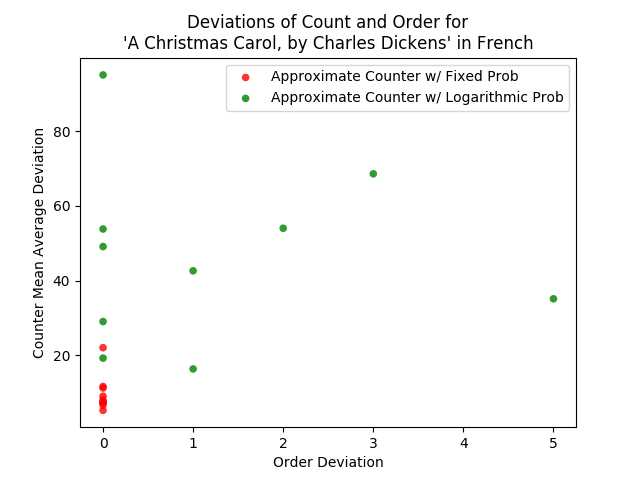 Deviations of Count and Order for
'A Christmas Carol, by Charles Dickens' in French
Approximate Counter w/ Fixed Prob
Approximate Counter w/ Logarithmic Prob
Counter Mean Average Deviation
80
60
40
20
0 1 2 3 4 5
Order Deviation